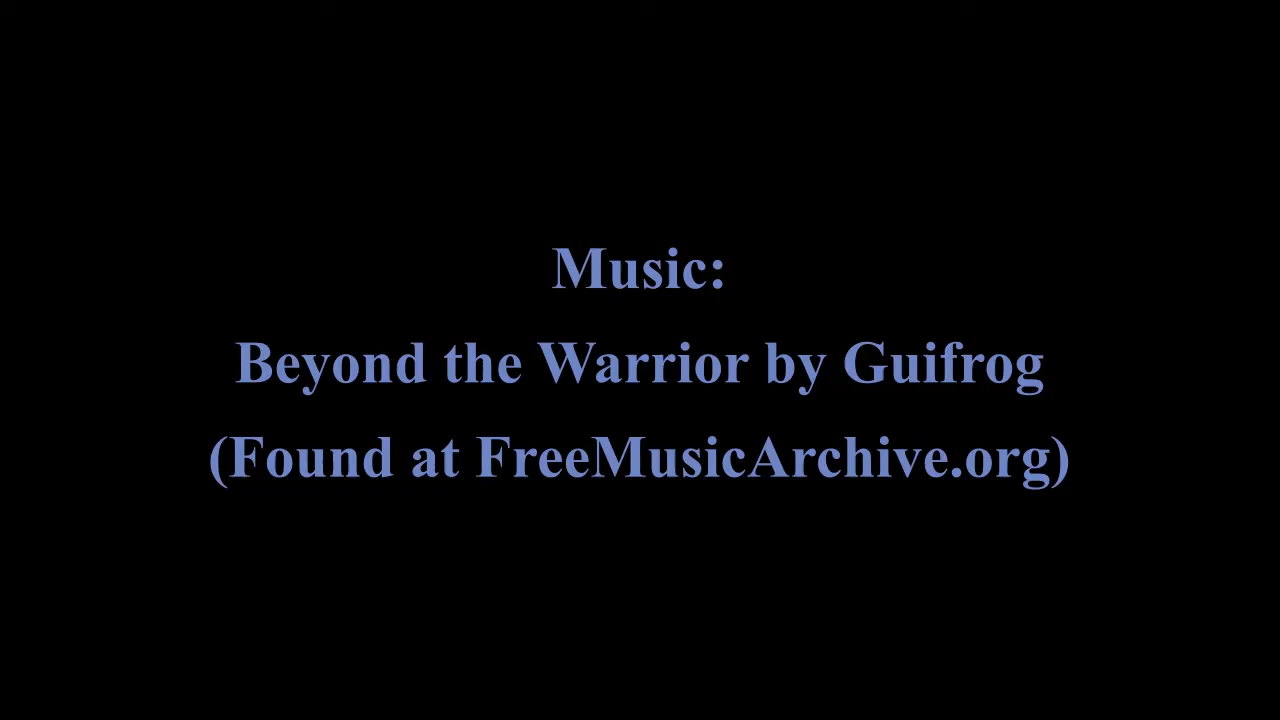 Music:
Beyond the Warrior by Guifrog
(Found at FreeMusicArchive.org)